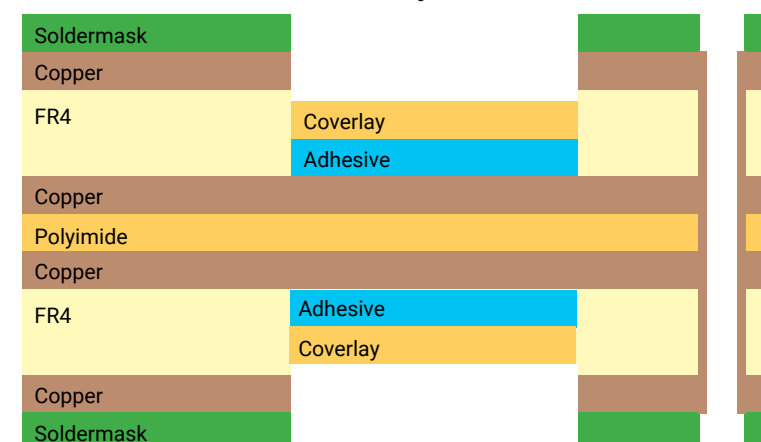 Soldermask
Copper
FR4
Coverlay
Adhesive
Copper
Polyimide
Copper
FR4
Adhesive
Coverlay
Copper
Soldermask